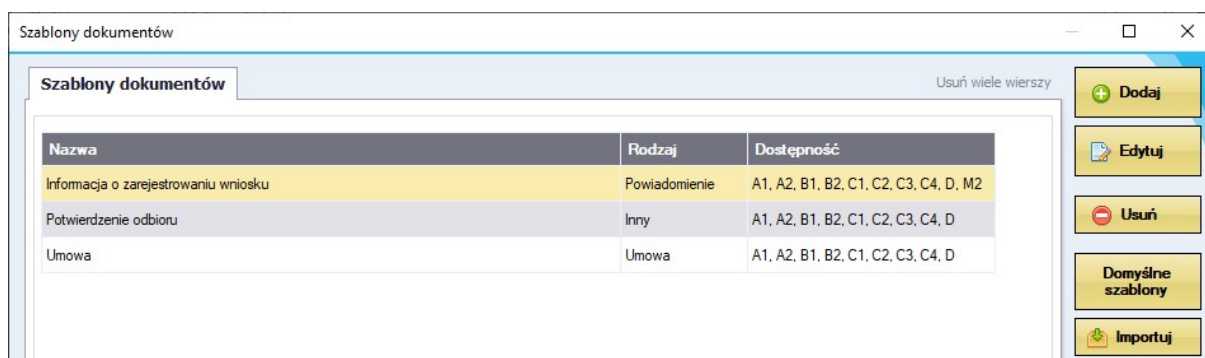 Szablony dokumentów
Szablony dokumentów
Usuń wiele wierszy
Nazwa Rodzaj Dostępność
Informacja o zarejestrowaniu wniosku Powiadomienie A1, A2, B1, B2, C1, C2, C3, C4, D, M2
Potwierdzenie odbioru Inny A1, A2, B1, B2, C1, C2, C3, C4, D
Umowa Umowa A1, A2, B1, B2, C1, C2, C3, C4, D
Dodaj
Edytuj
Usuń
Domyślne
szablony
Importuj